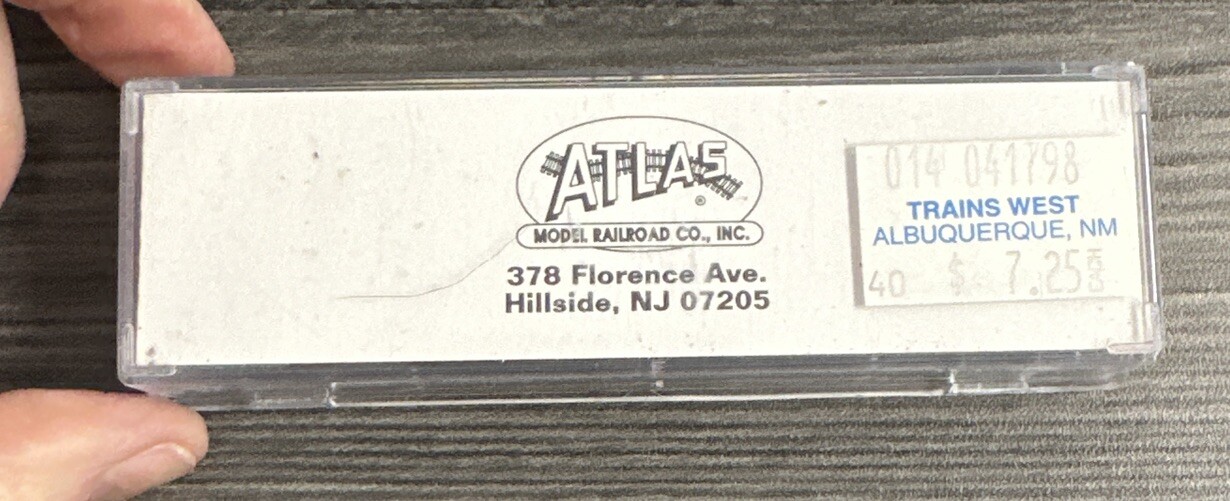 ATLAS®
MODEL RAILROAD CO., INC.
378 Florence Ave.
Hillside, NJ 07205
014 041798
TRAINS WEST
ALBUQUERQUE, NM
40 $ 7.25